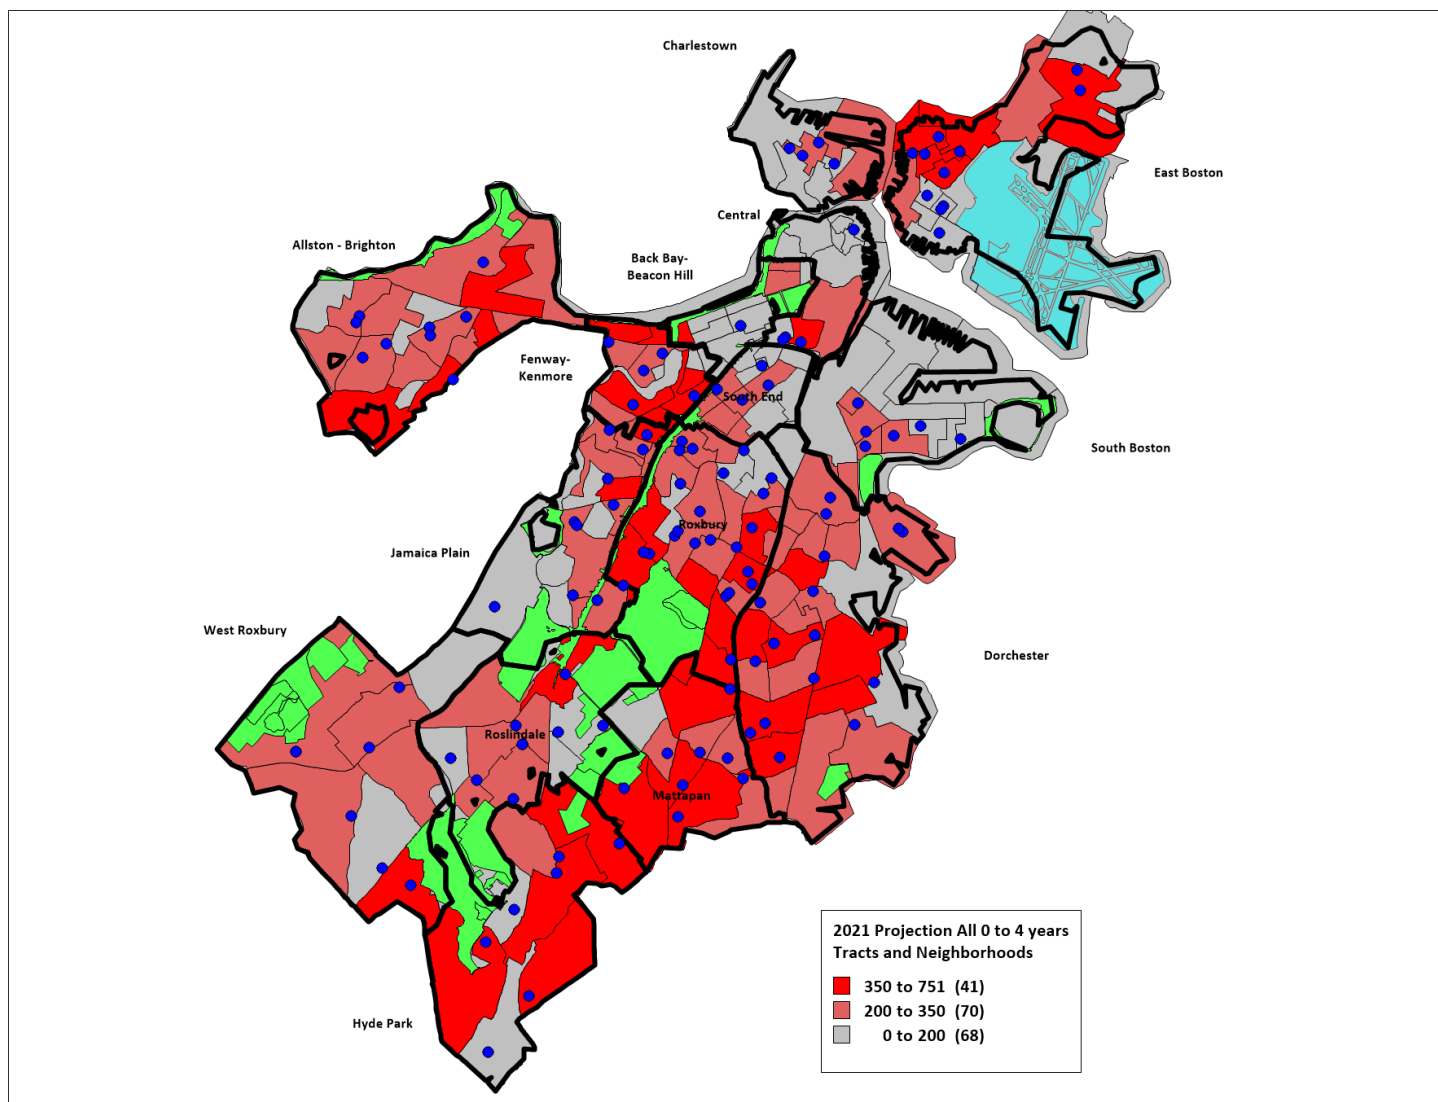 Charlestown
East Boston
Central
Allston - Brighton
Back Bay-
Beacon Hill
Fenway-
Kenmore
South End
South Boston
Roxbury
Jamaica Plain
West Roxbury
Dorchester
Roslindale
Mattapan
Hyde Park
2021 Projection All 0 to 4 years
Tracts and Neighborhoods
350 to 751 (41)
200 to 350 (70)
0 to 200 (68)